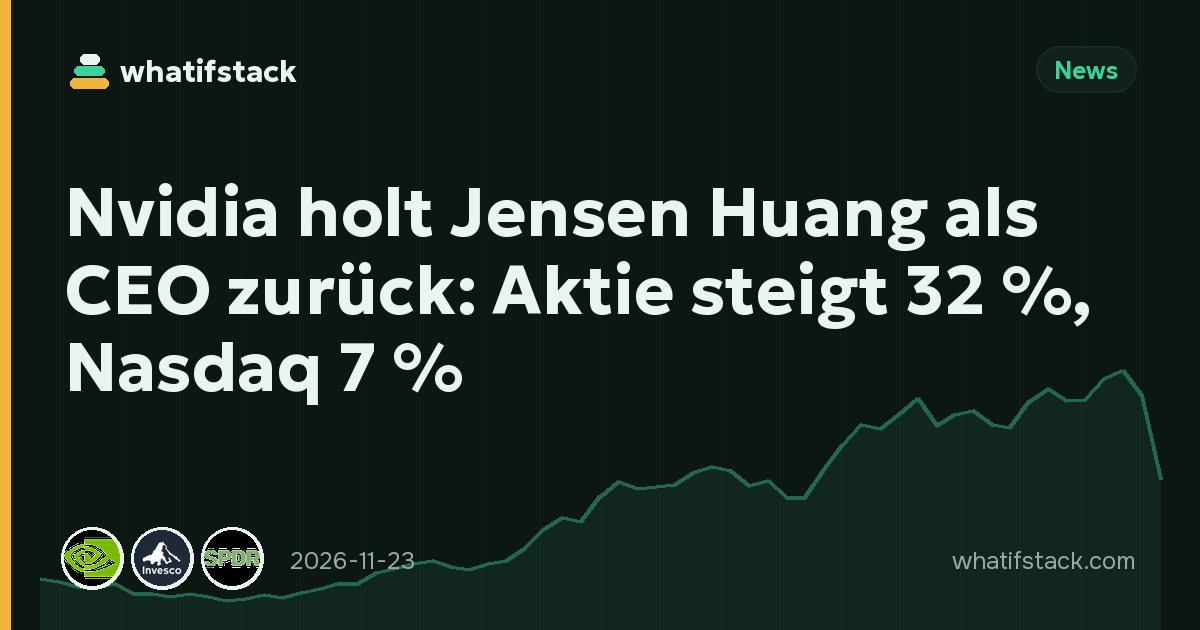 whatifstack
News
Nvidia holt Jensen Huang als
CEO zurück: Aktie steigt 32 %,
Nasdaq 7 %
Invesco
SPDR
2026-11-23
whatifstack.com